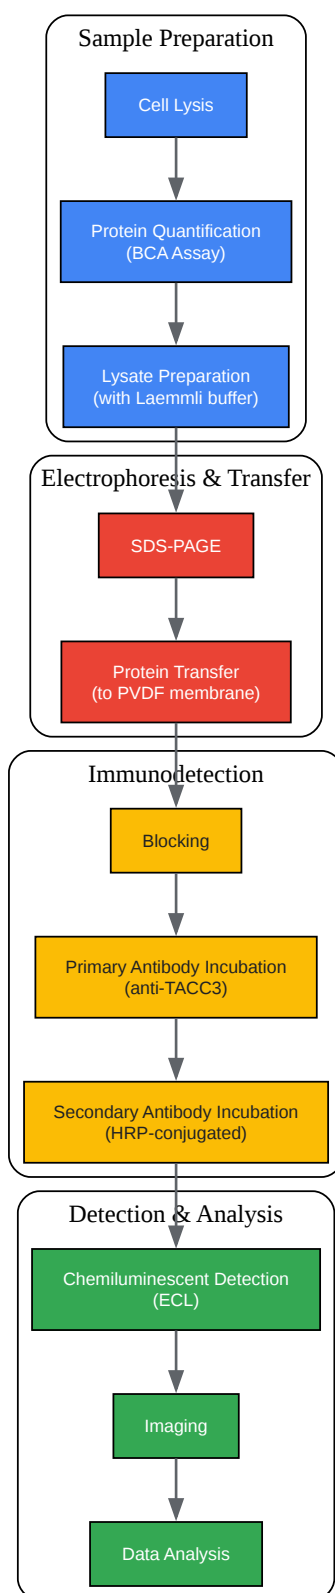 Sample Preparation
Cell Lysis
Protein Quantification
(BCA Assay)
Lysate Preparation
(with Laemmli buffer)
Electrophoresis & Transfer
SDS-PAGE
Protein Transfer
(to PVDF membrane)
Immunodetection
Blocking
Primary Antibody Incubation
(anti-TACC3)
Secondary Antibody Incubation
(HRP-conjugated)
Detection & Analysis
Chemiluminescent Detection
(ECL)
Imaging
Data Analysis